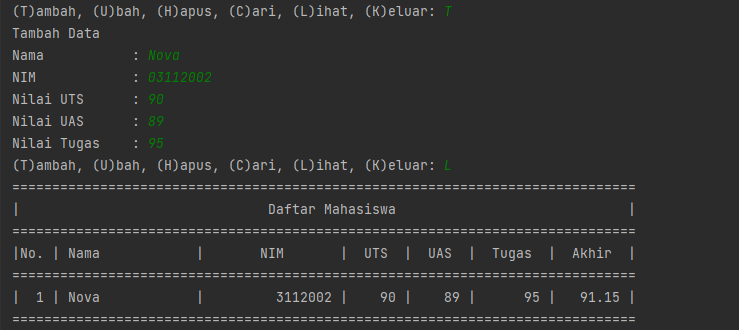 (T)ambah, (U)bah, (H)apus, (C)ari, (L)ihat, (K)eluar: T
Tambah Data
Nama           : Nova
NIM            : 03112002
Nilai UTS      : 90
Nilai UAS      : 89
Nilai Tugas    : 95
(T)ambah, (U)bah, (H)apus, (C)ari, (L)ihat, (K)eluar: L
==============================================================================
|                               Daftar Mahasiswa                             |
==============================================================================
|No. | Nama            |       NIM       |  UTS  |  UAS  |  Tugas  |  Akhir  |
==============================================================================
|  1 | Nova            |         3112002 |    90 |    89 |      95 |   91.15 |
==============================================================================